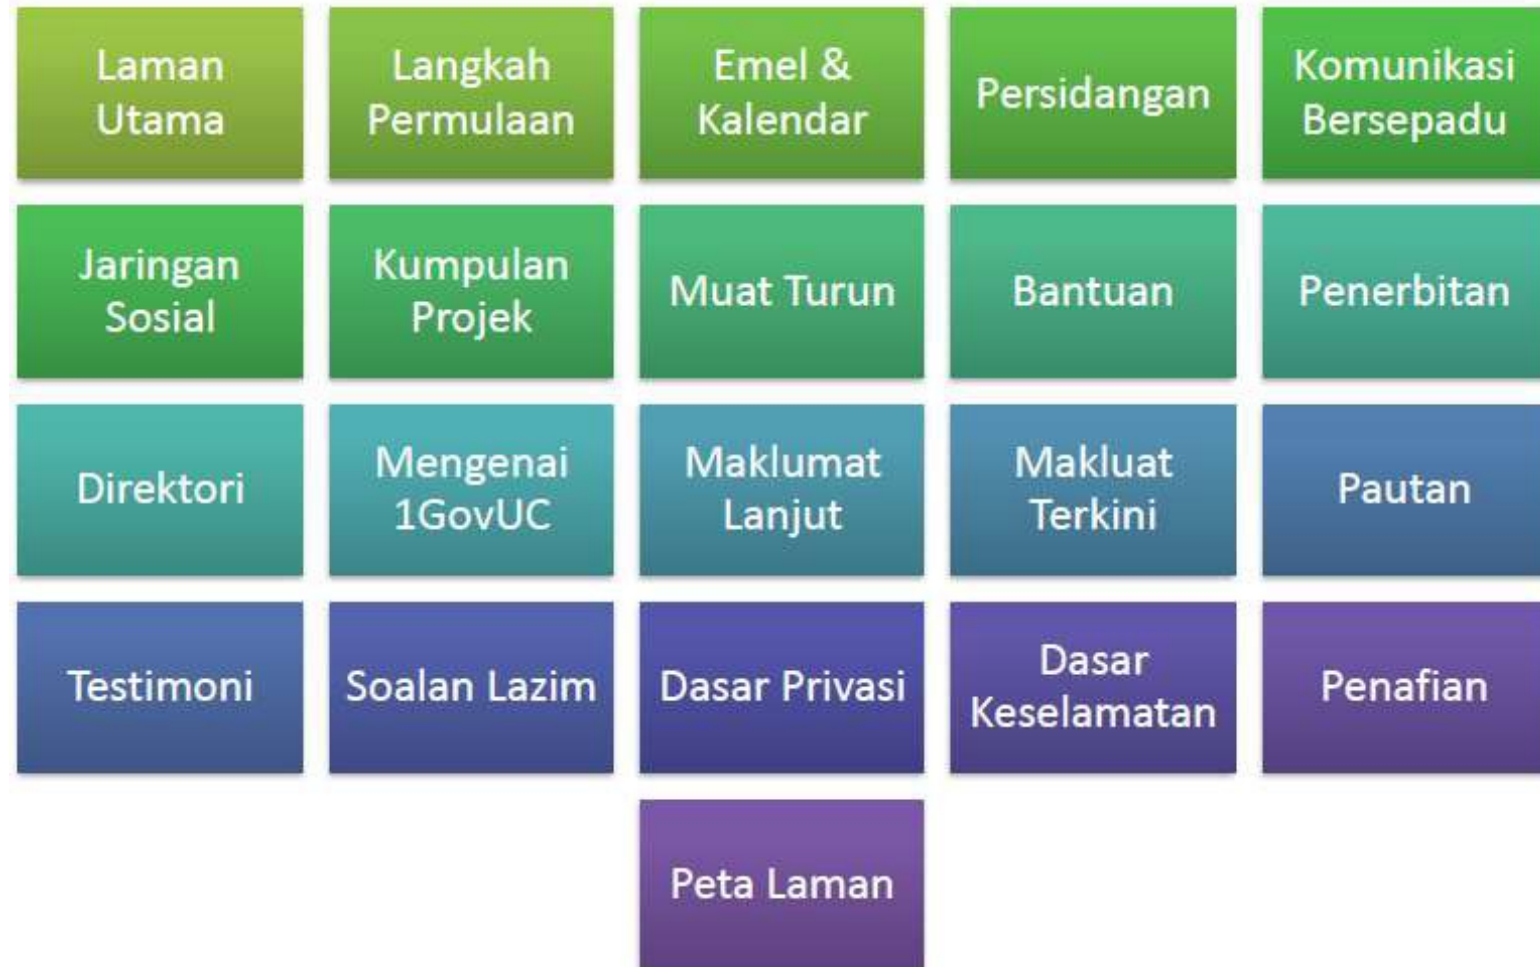 Laman
Utama
Langkah
Permulaan
Emel &
Kalendar
Persidangan
Komunikasi
Bersepadu
Jaringan
Sosial
Kumpulan
Projek
Muat Turun
Bantuan
Penerbitan
Direktori
Mengenai
1GovUC
Maklumat
Lanjut
Makluat
Terkini
Pautan
Testimoni
Soalan Lazim
Dasar Privasi
Dasar
Keselamatan
Penafian
Peta Laman